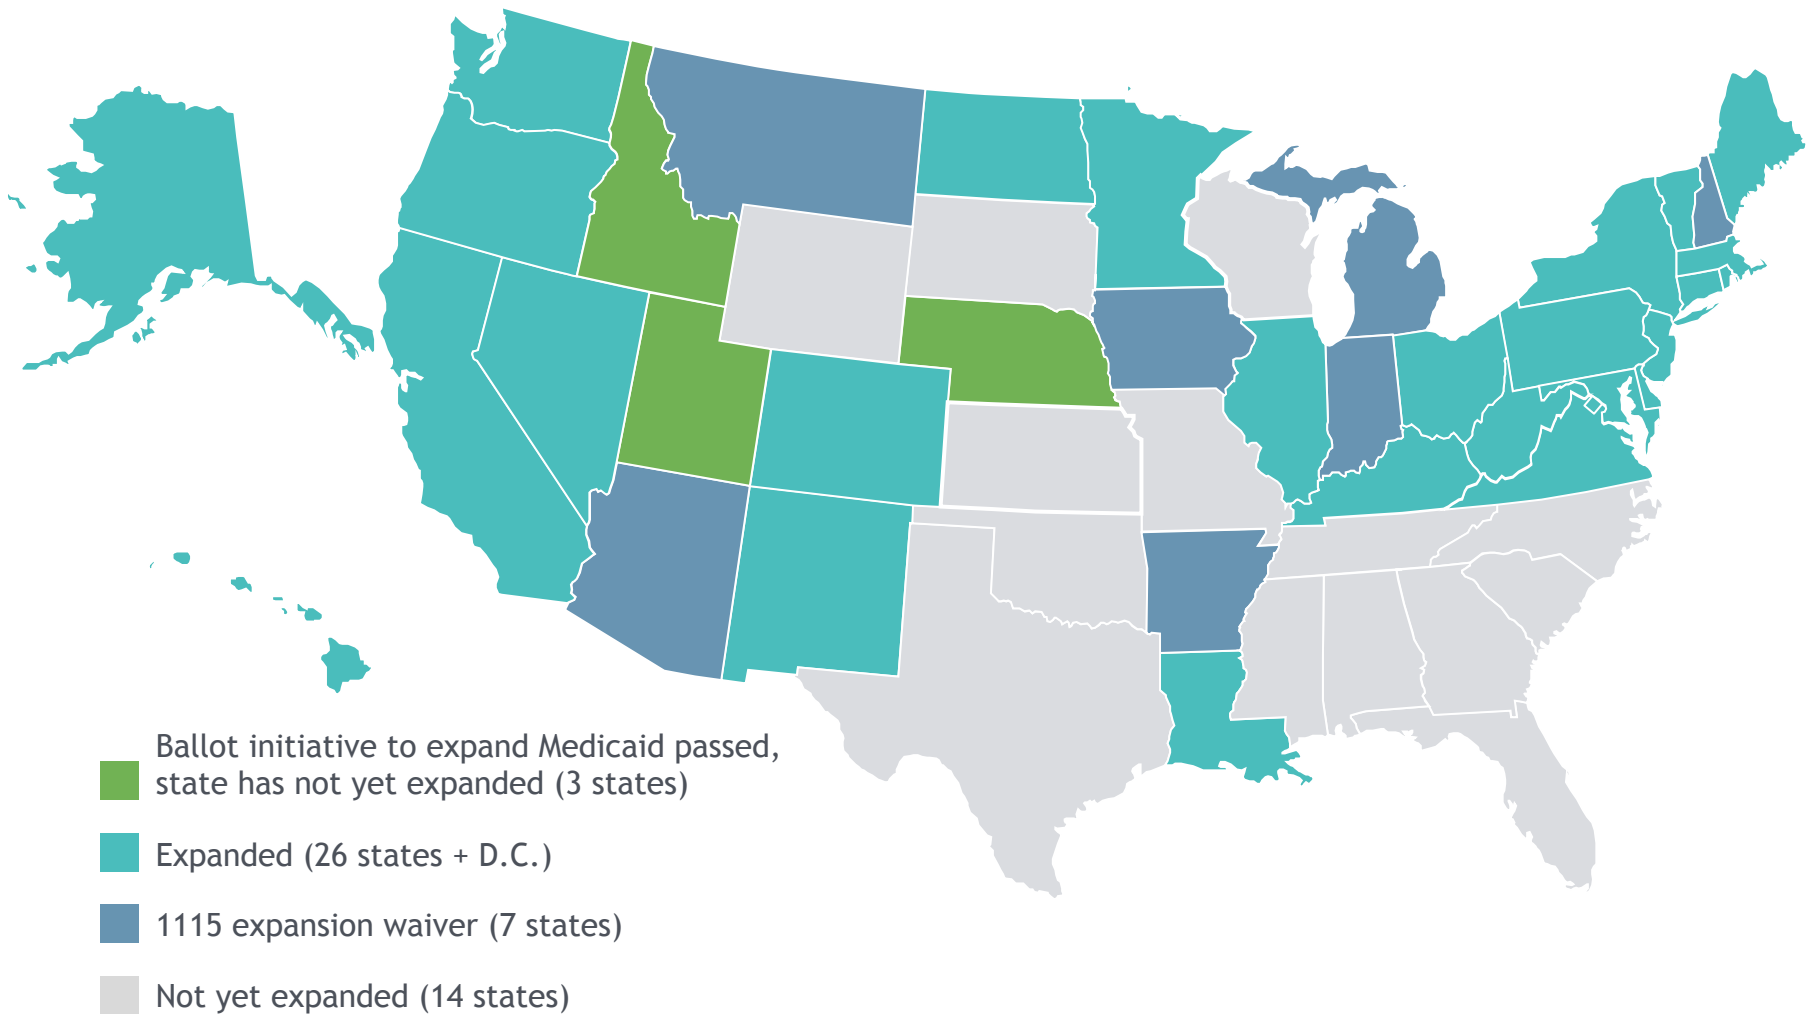 Ballot initiative to expand Medicaid passed,
state has not yet expanded (3 states)
Expanded (26 states + D.C.)
1115 expansion waiver (7 states)
Not yet expanded (14 states)